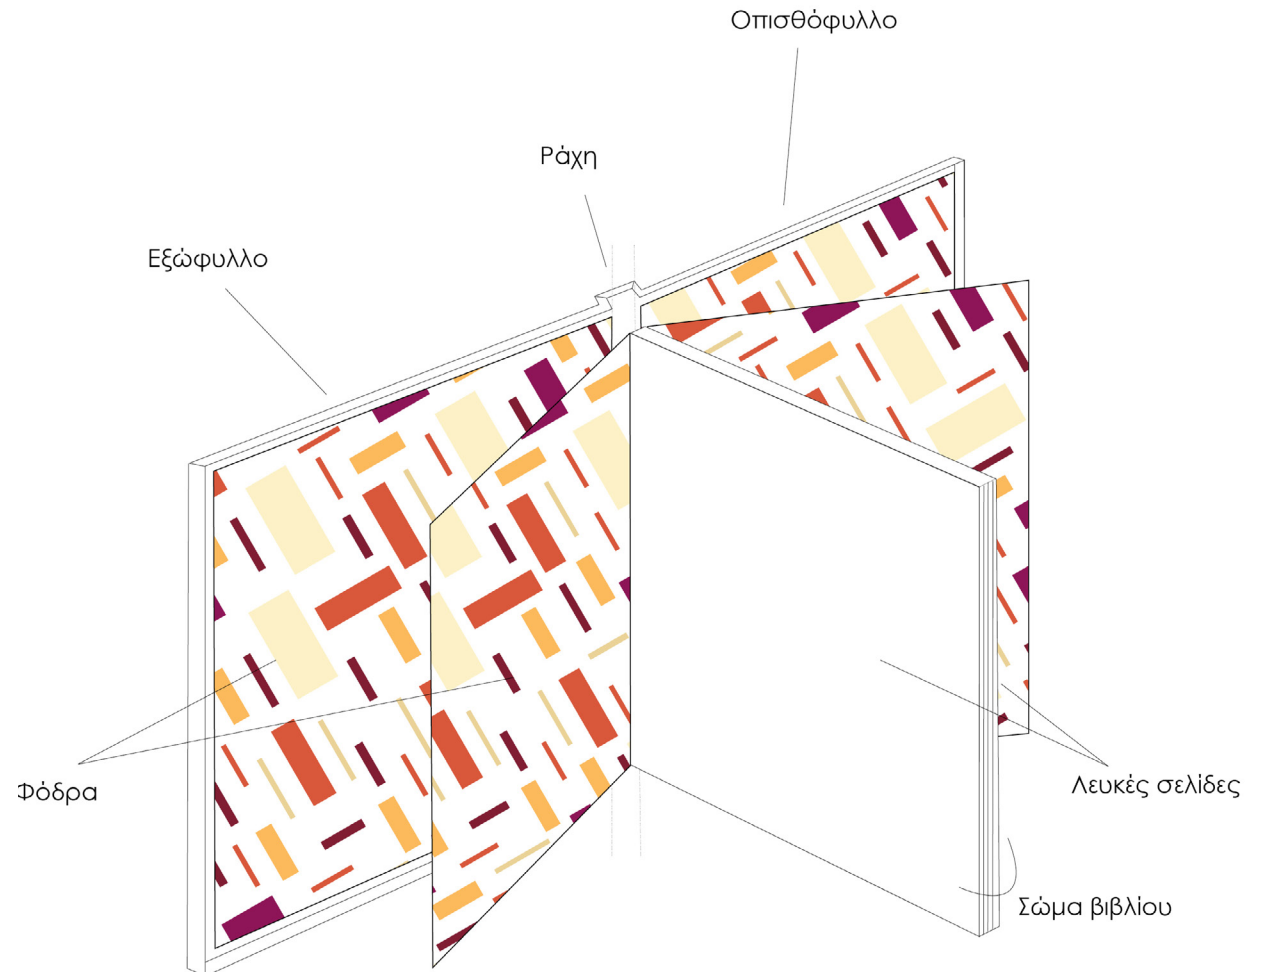 Οπισθόφυλλο
Ράχη
Εξώφυλλο
Φόδρα
Λευκές σελίδες
Σώμα βιβλίου